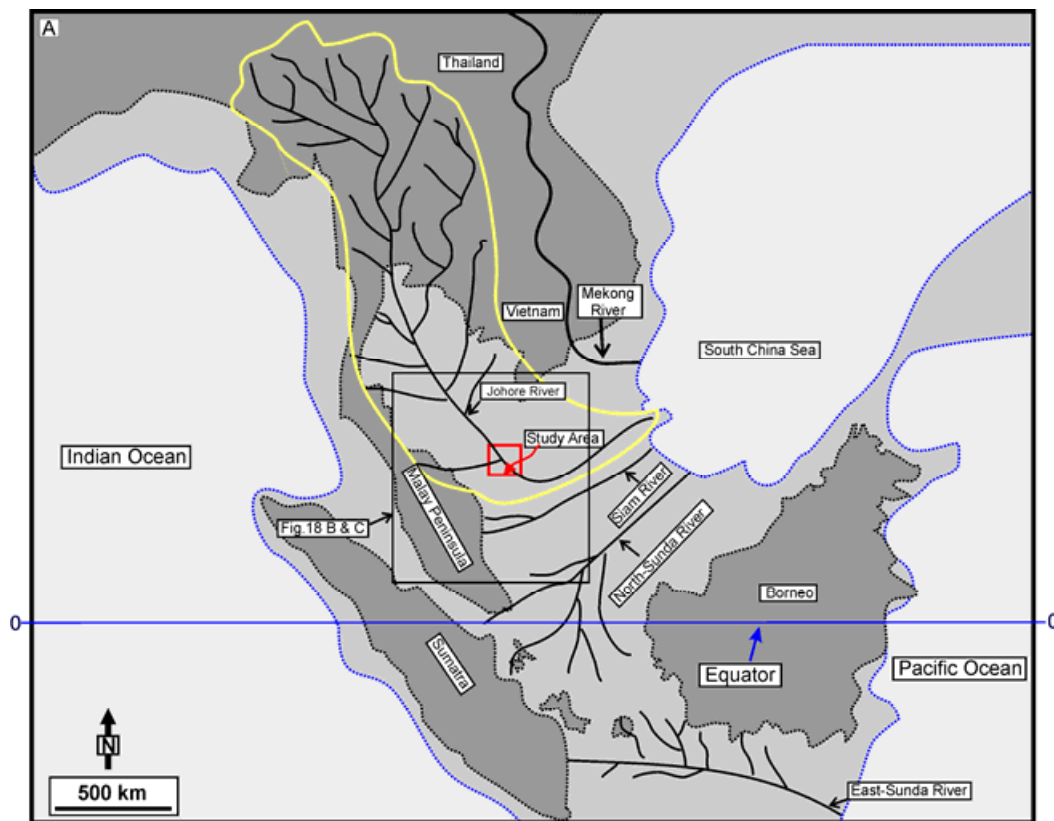 A
Thailand
Vietnam
Mekong
River
South China Sea
Johore River
Study Area
Indian Ocean
Malay Peninsula
Siam River
Fig.18 B & C
North-Sunda River
Borneo
0
0
Sumatra
Equator
Pacific Ocean
N
500 km
East-Sunda River